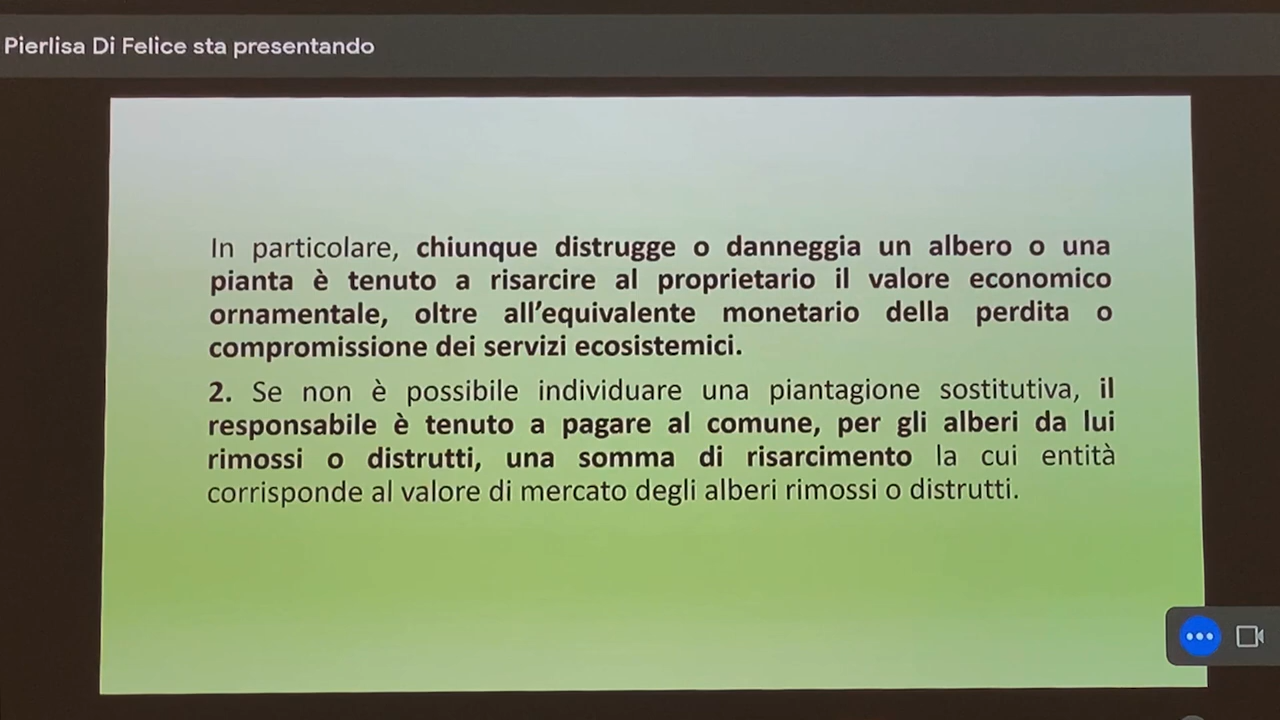 Pierlisa Di Felice sta presentando
In particolare, chiunque distrugge o danneggia un albero o una
pianta è tenuto a risarcire al proprietario il valore economico
ornamentale, oltre all’equivalente monetario della perdita o
compromissione dei servizi ecosistemici.
2. Se non è possibile individuare una piantagione sostitutiva, il
responsabile è tenuto a pagare al comune, per gli alberi da lui
rimossi o distrutti, una somma di risarcimento la cui entità
corrisponde al valore di mercato degli alberi rimossi o distrutti.